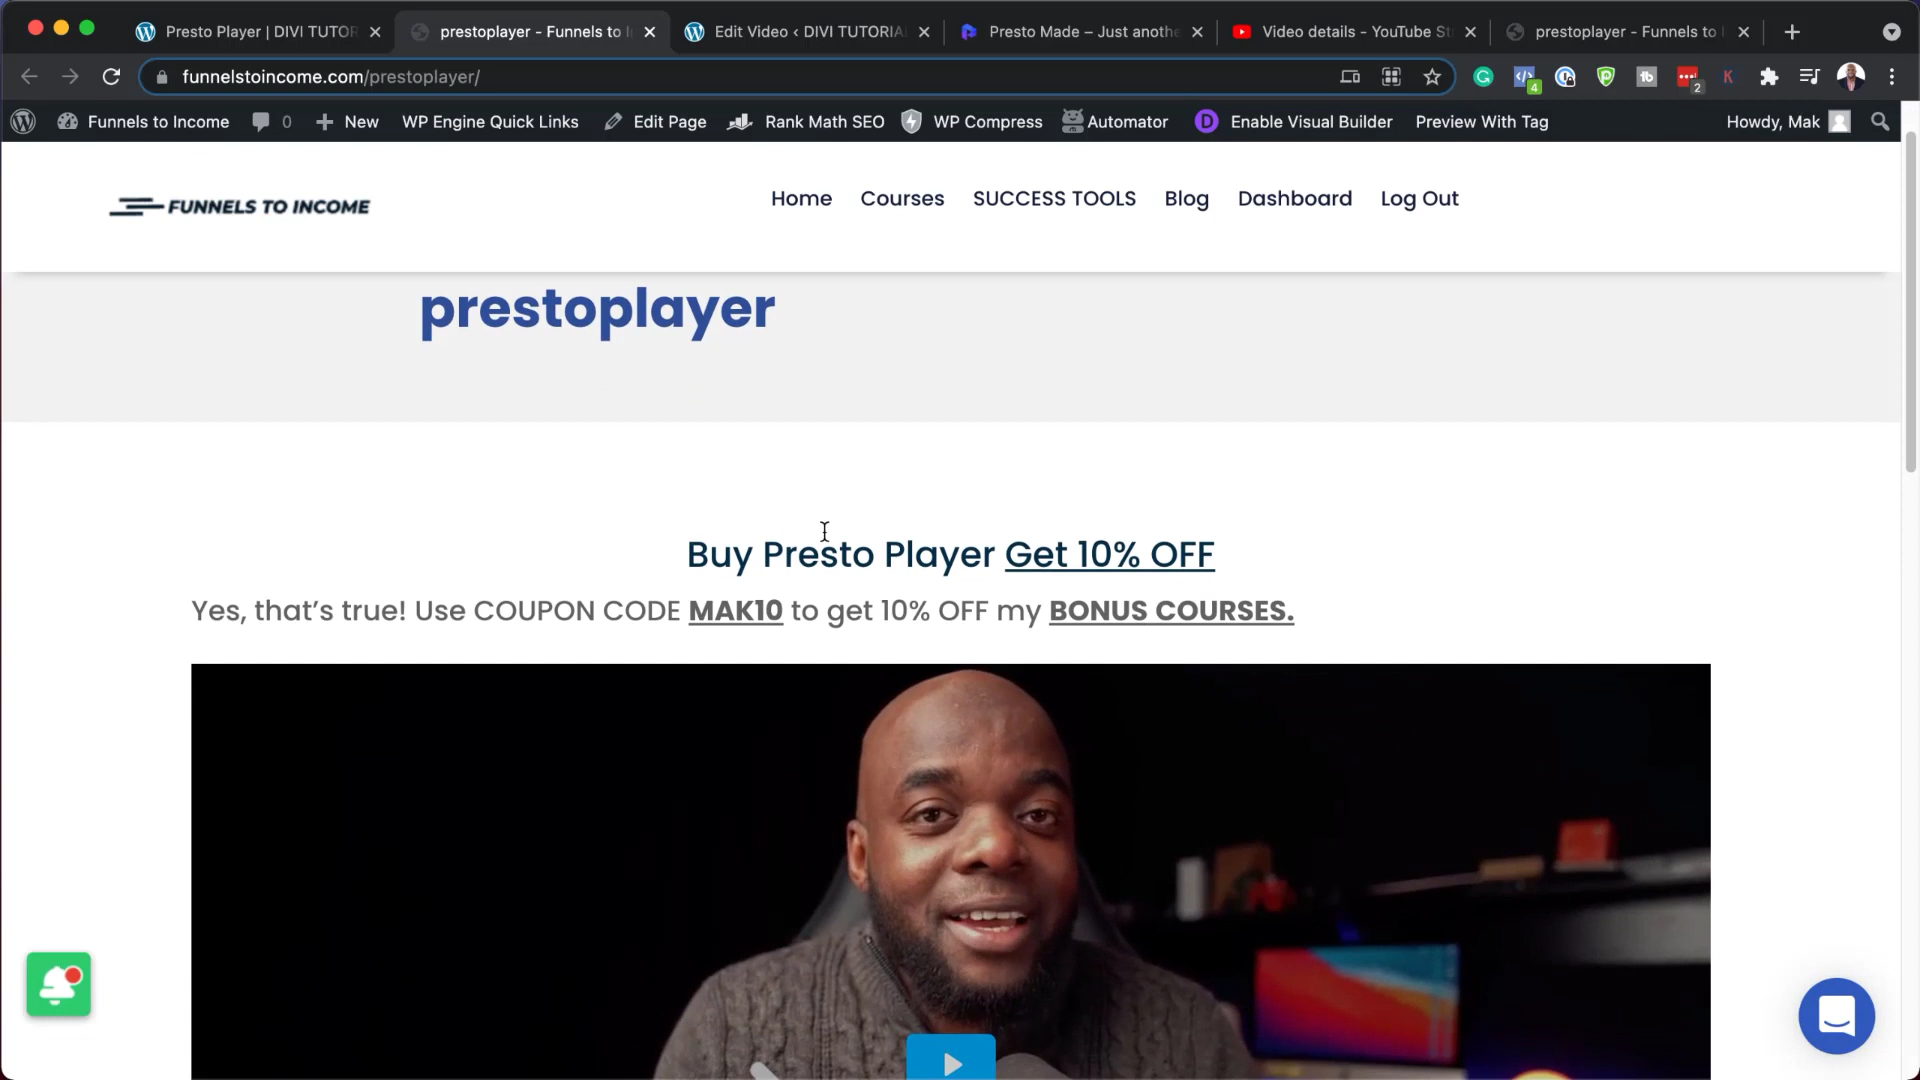 Presto Player | DIVI TUTOR
prestoplayer - Funnels to I
Edit Video ‹ DIVI TUTORIA
Presto Made – Just anothe
Video details - YouTube St
prestoplayer - Funnels to I
funnelstoincome.com/prestoplayer/
4
2
Funnels to Income
0
New
WP Engine Quick Links
Edit Page
Rank Math SEO
WP Compress
Automator
D Enable Visual Builder
Preview With Tag
Howdy, Mak
FUNNELS TO INCOME
Home
Courses
SUCCESS TOOLS
Blog
Dashboard
Log Out
prestoplayer
Buy Presto Player Get 10% OFF
Yes, that's true! Use COUPON CODE MAK10 to get 10% OFF my BONUS COURSES.